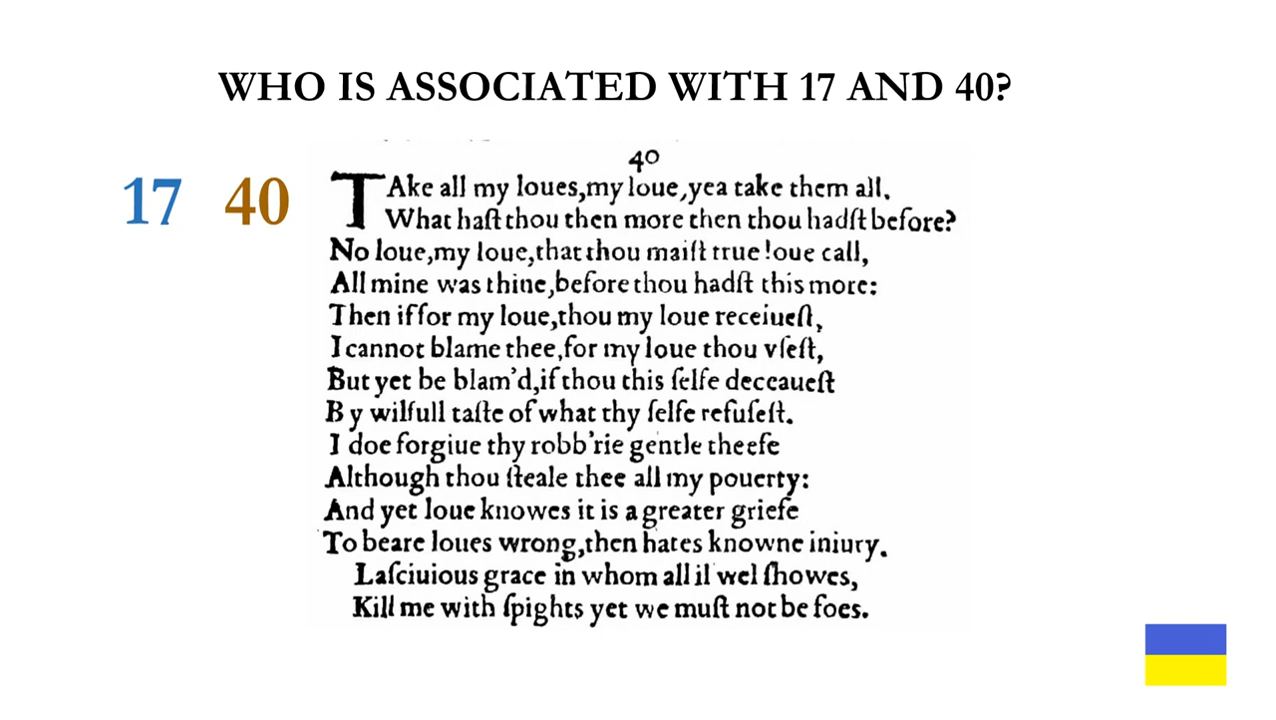 WHO IS ASSOCIATED WITH 17 AND 40?
17 40
40
TAke all my loues,my loue,yea take them all,
What haſt thou then more then thou hadſt before?
No loue,my loue,that thou maiſt true loue call,
All mine was thine,before thou hadſt this more:
Then if for my loue,thou my loue receiueſt,
I cannot blame thee,for my loue thou vſeſt,
But yet be blam'd,if thou this ſelfe deceaueſt
By wilfull taſte of what thy ſelfe refuſeſt.
I doe forgiue thy robb'rie gentle theefe
Although thou ſteale thee all my pouerty:
And yet loue knowes it is a greater griefe
To beare loues wrong,then hates knowne iniury.
Laſciuious grace in whom all il wel ſhowes,
Kill me with ſpights yet we muſt not be foes.